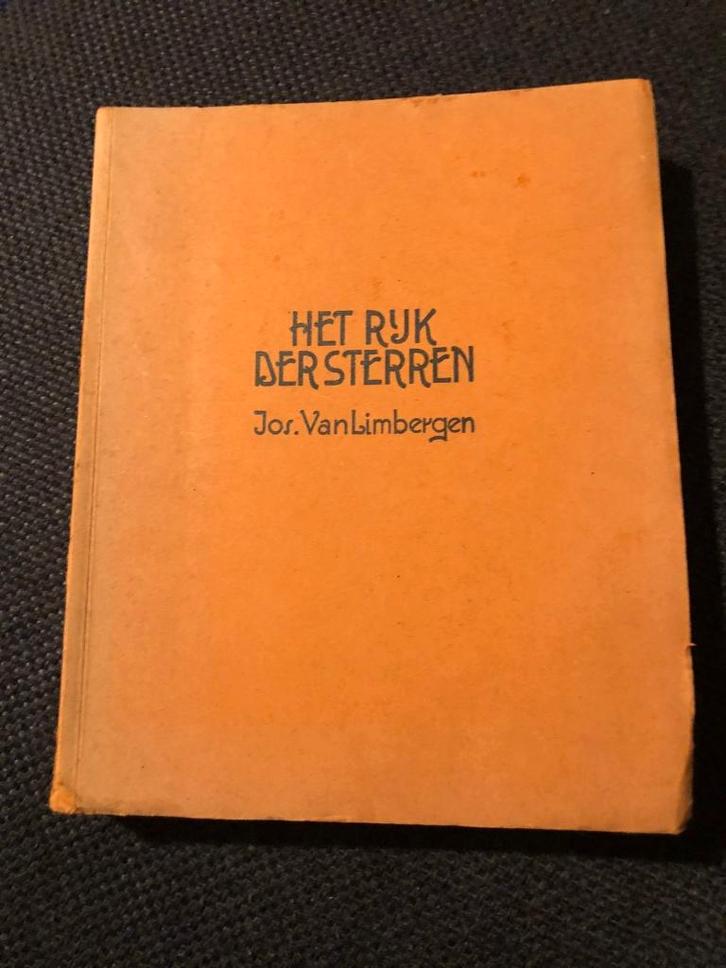 HET RIJK
DER STERREN
Jos. Van Limbergen